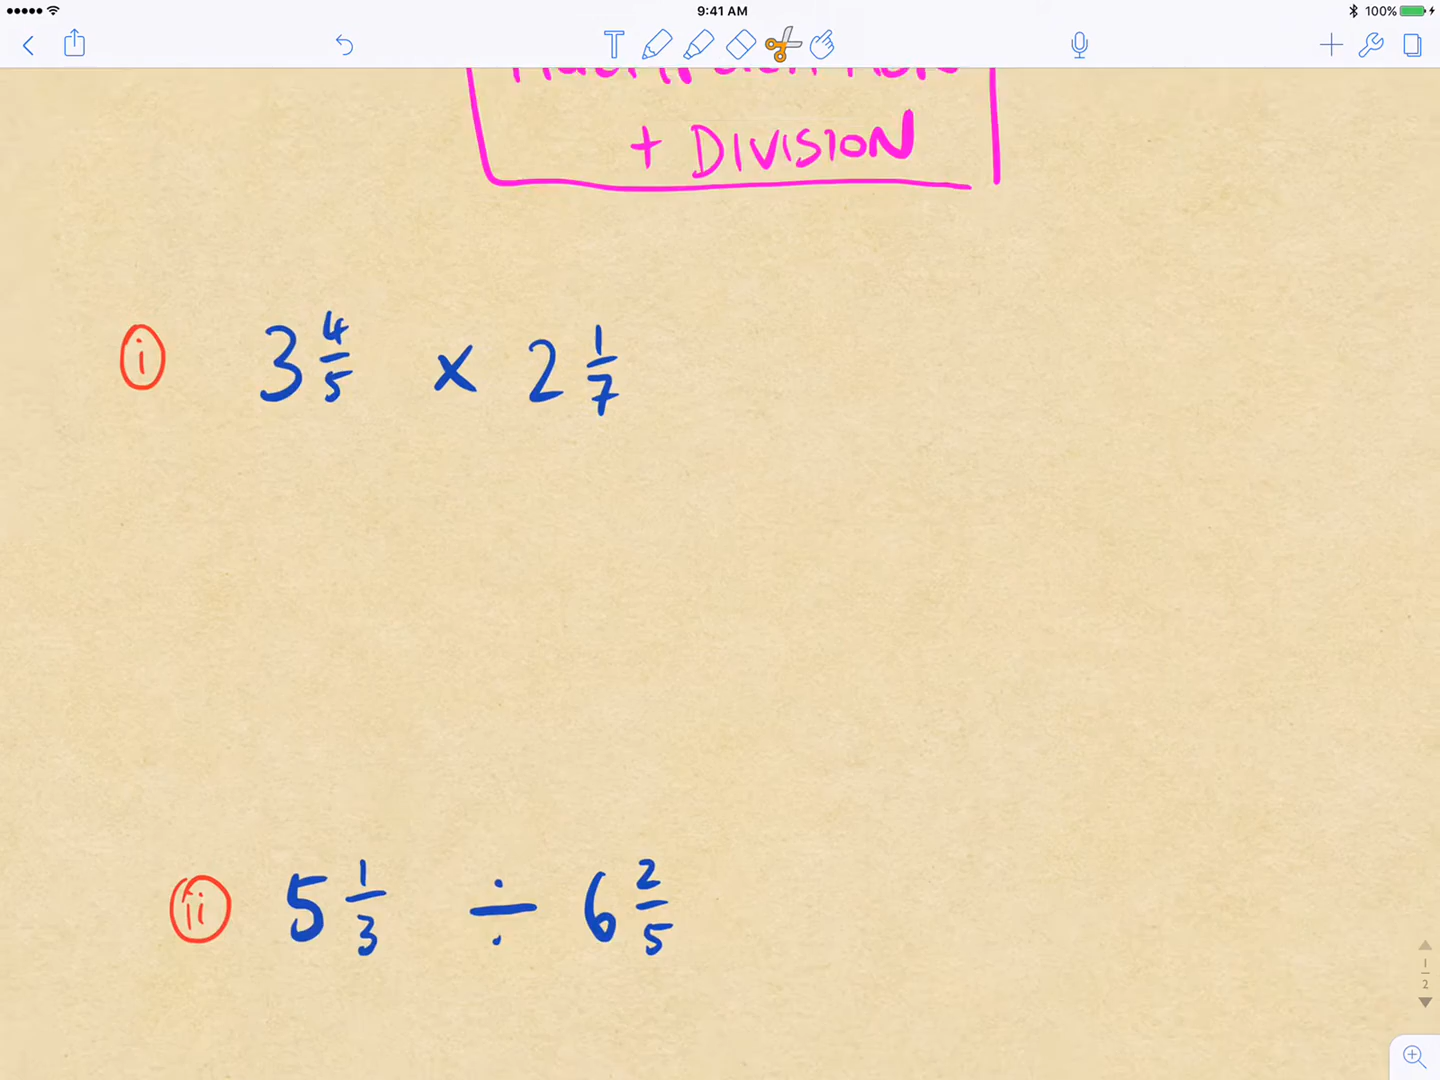 9:41 AM
100%
+ DIVISION
i 3 4/5 × 2 1/7
ii 5 1/3 ÷ 6 2/5
1/2